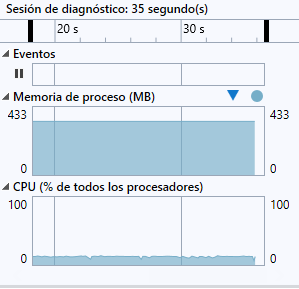 Sesión de diagnóstico: 35 segundo(s)
20 s 30 s
Eventos
Memoria de proceso (MB)
433 433
0 0
CPU (% de todos los procesadores)
100 100
0 0